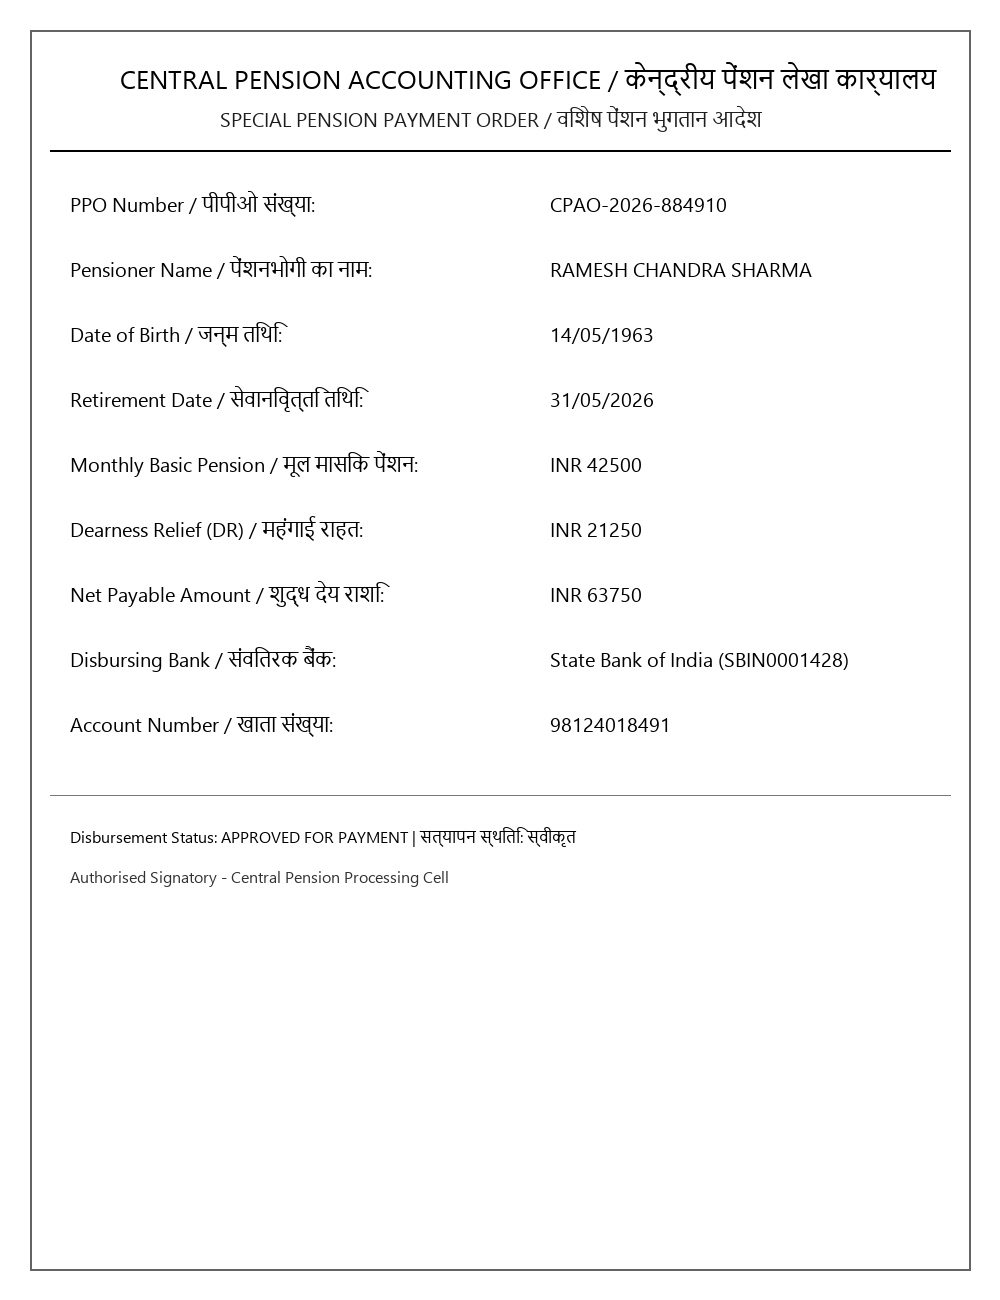 CENTRAL PENSION ACCOUNTING OFFICE / केन्द्रीय पेंशन लेखा कार्यालय
SPECIAL PENSION PAYMENT ORDER / विशेष पेंशन भुगतान आदेश
PPO Number / पीपीओ संख्या: CPAO-2026-884910
Pensioner Name / पेंशनभोगी का नाम: RAMESH CHANDRA SHARMA
Date of Birth / जन्म तिथि: 14/05/1963
Retirement Date / सेवानिवृत्ति तिथि: 31/05/2026
Monthly Basic Pension / मूल मासिक पेंशन: INR 42500
Dearness Relief (DR) / महंगाई राहत: INR 21250
Net Payable Amount / शुद्ध देय राशि: INR 63750
Disbursing Bank / संवितरक बैंक: State Bank of India (SBIN0001428)
Account Number / खाता संख्या: 98124018491
Disbursement Status: APPROVED FOR PAYMENT | सत्यापन स्थिति: स्वीकृत
Authorised Signatory - Central Pension Processing Cell